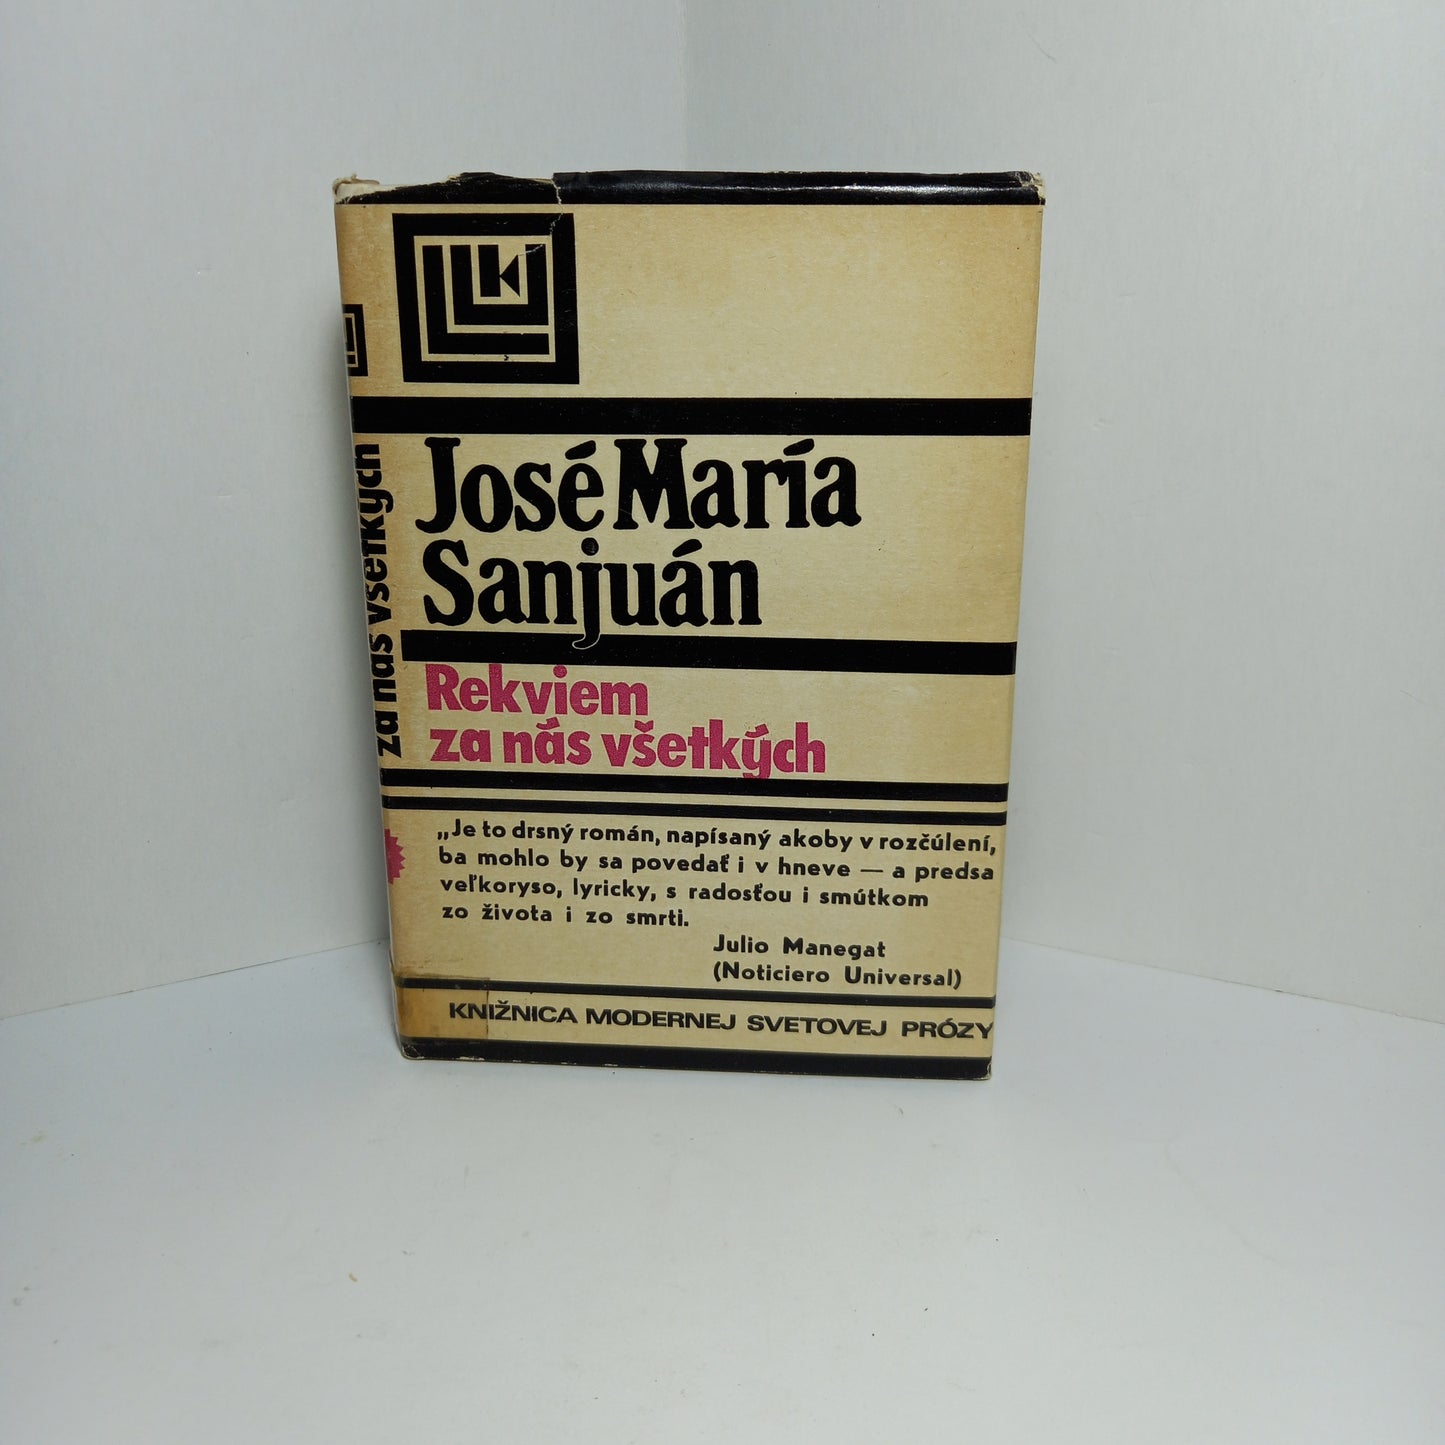 José María
Sanjuán
Rekviem
za nás všetkých
„Je to drsný román, napísaný akoby v rozčúlení,
ba mohlo by sa povedať i v hneve — a predsa
veľkoryso, lyricky, s radosťou i smútkom
zo života i zo smrti.
Julio Manegat
(Noticiero Universal)
KNIŽNICA MODERNEJ SVETOVEJ PRÓZY
za nás všetkých